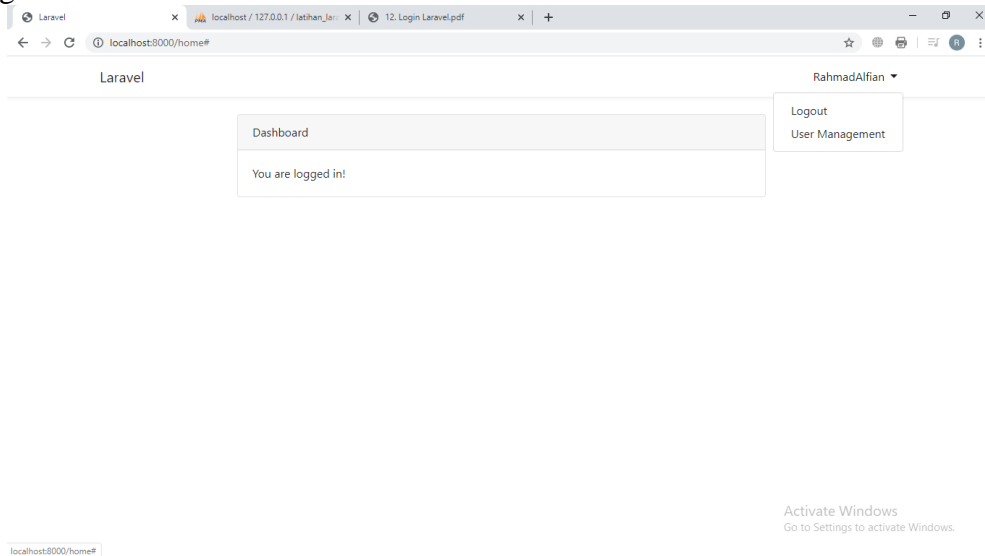 Laravel
localhost / 127.0.0.1 / latihan_lar
12. Login Laravel.pdf
localhost:8000/home#
R
Laravel
RahmadAlfian
Logout
User Management
Dashboard
You are logged in!
Activate Windows
Go to Settings to activate Windows.
localhost:8000/home#